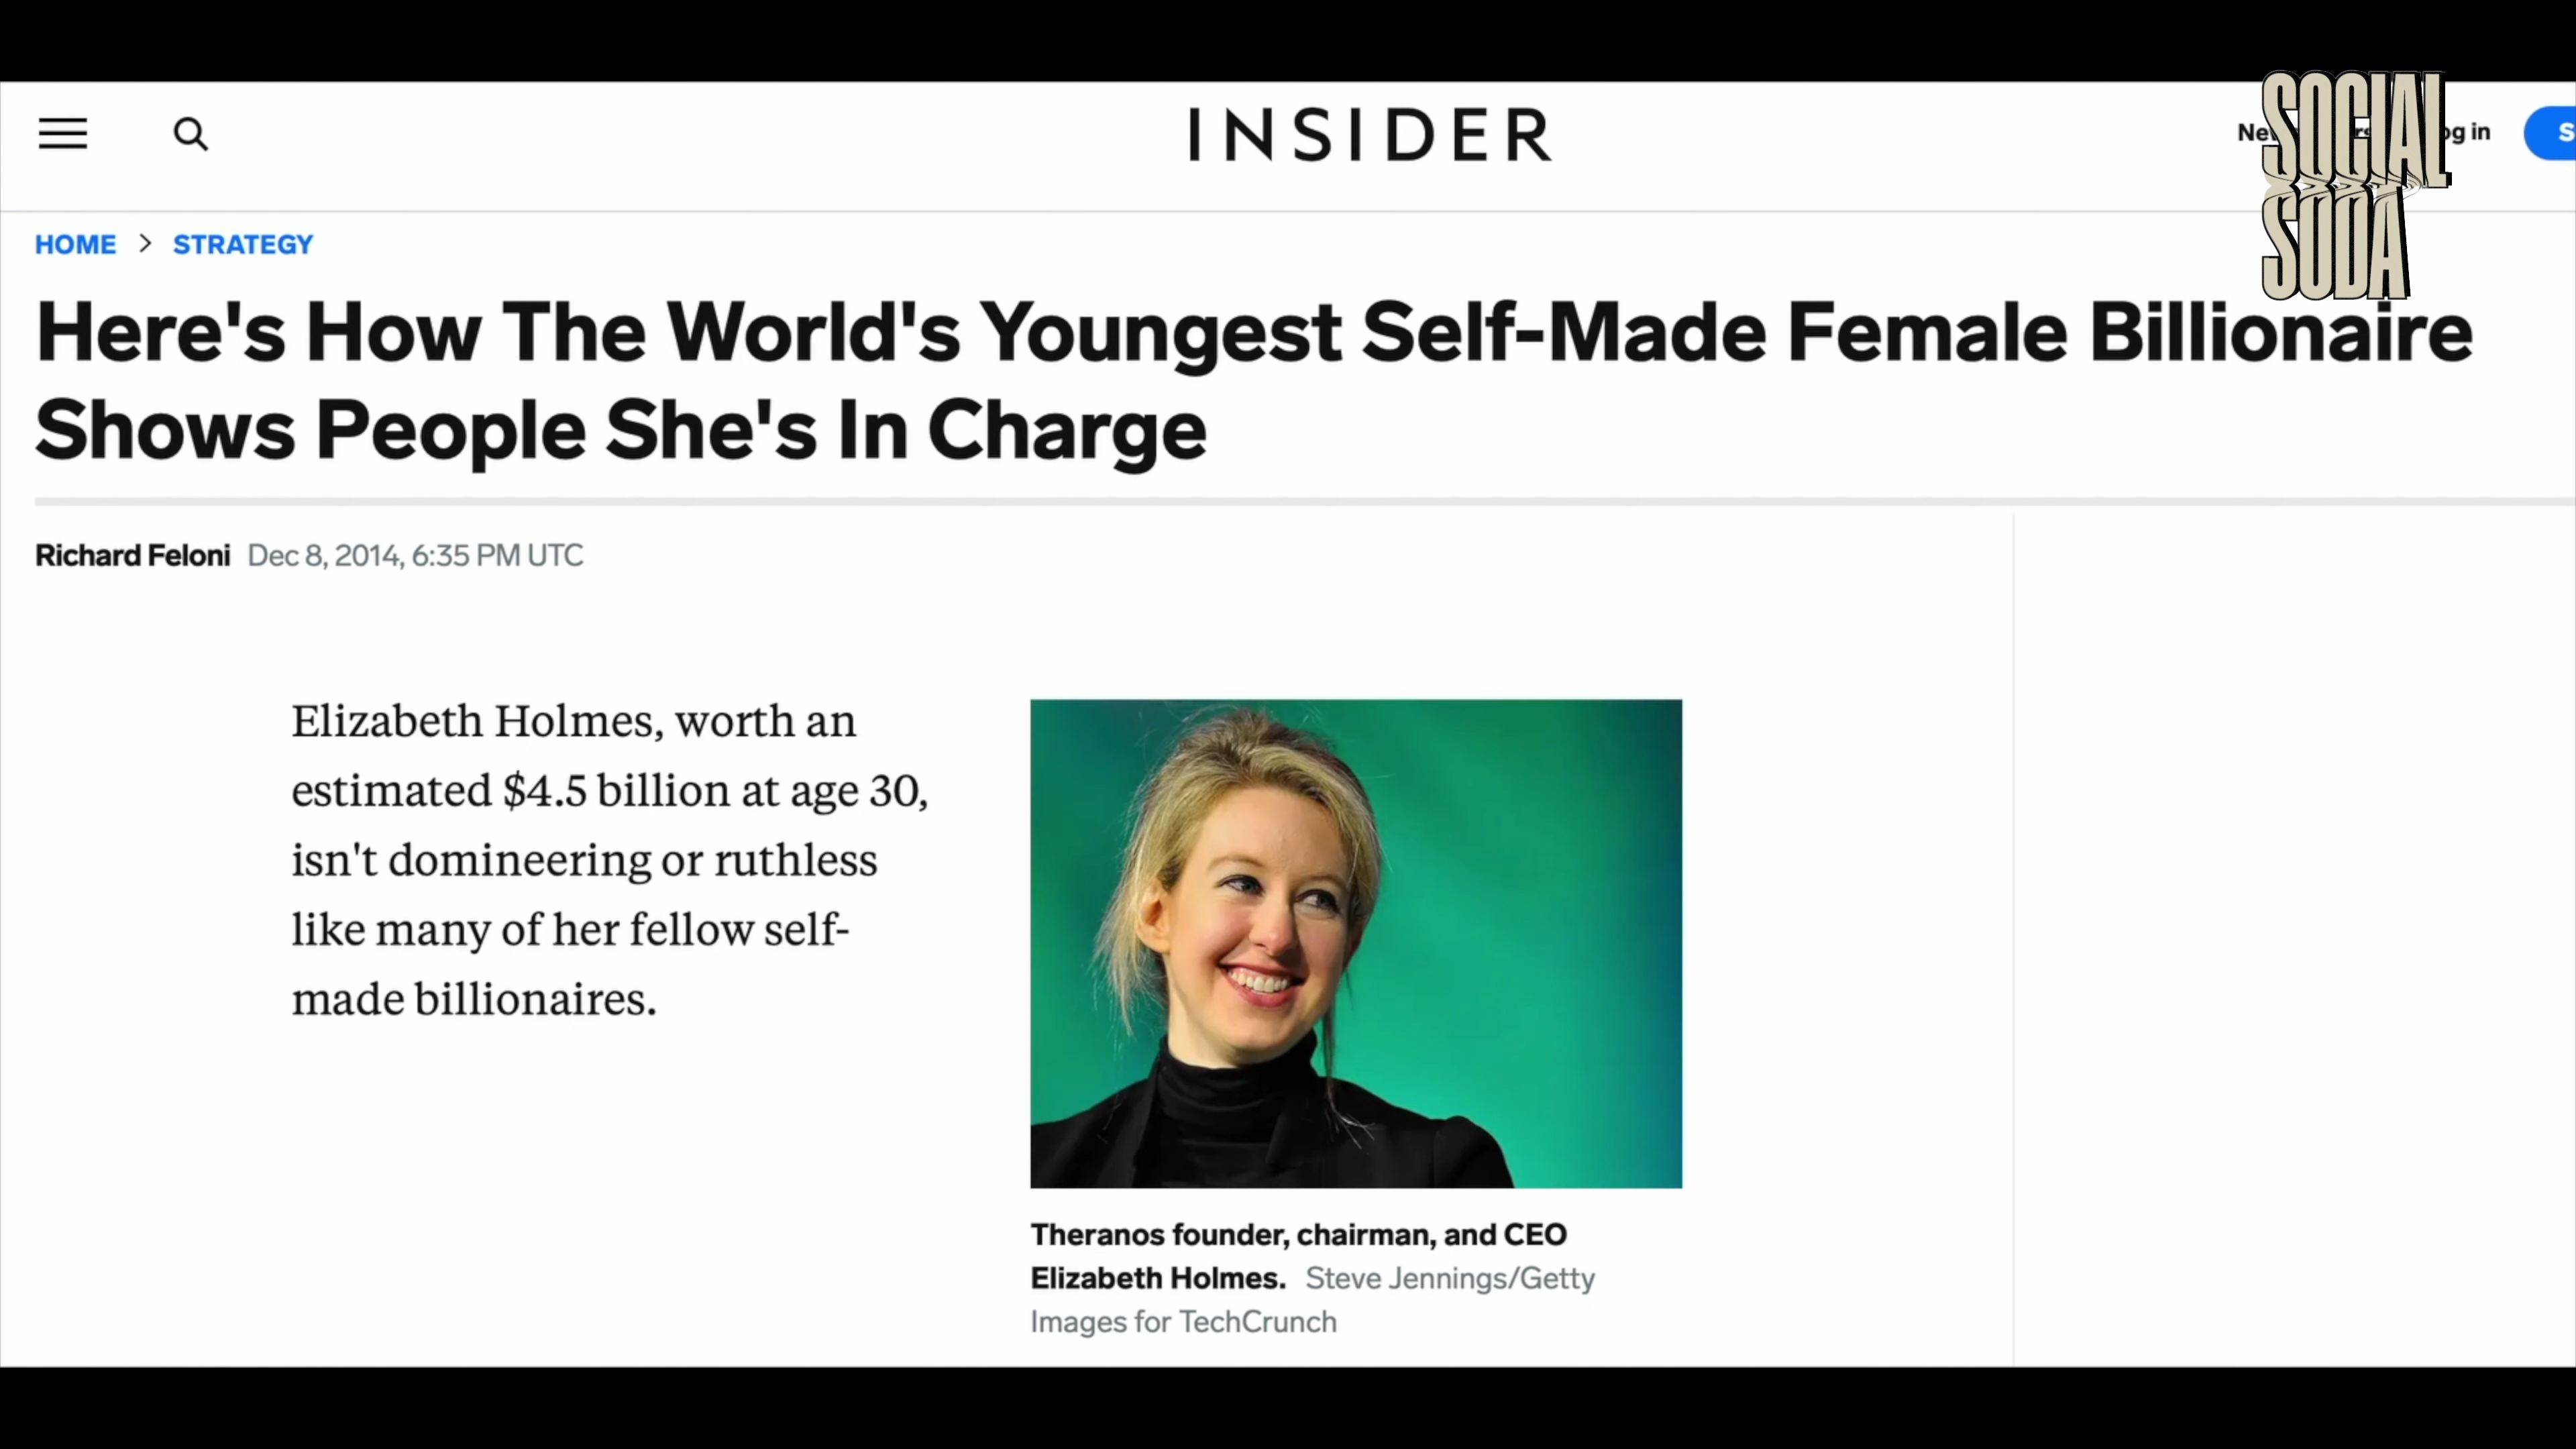 INSIDER
SOCIAL
SODA
in
HOME > STRATEGY
Here's How The World's Youngest Self-Made Female Billionaire
Shows People She's In Charge
Richard Feloni Dec 8, 2014, 6:35 PM UTC
Elizabeth Holmes, worth an
estimated $4.5 billion at age 30,
isn't domineering or ruthless
like many of her fellow self-
made billionaires.
Theranos founder, chairman, and CEO
Elizabeth Holmes. Steve Jennings/Getty
Images for TechCrunch